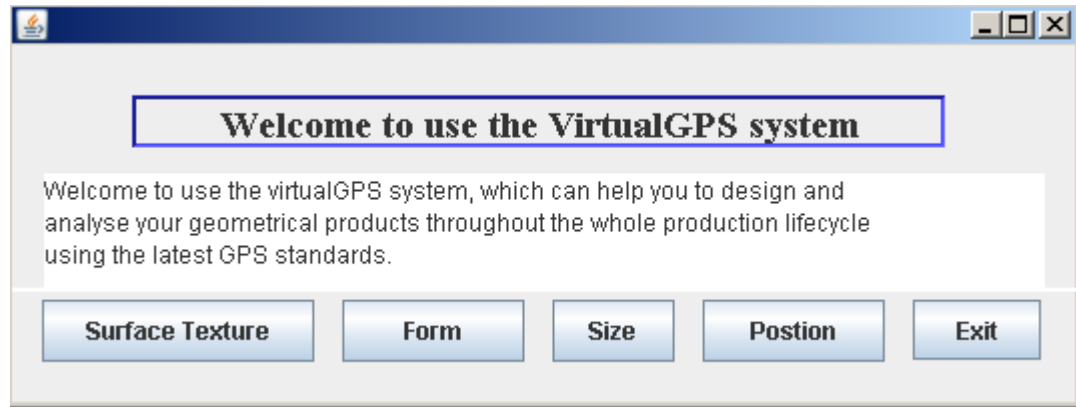 Welcome to use the VirtualGPS system
Welcome to use the virtualGPS system, which can help you to design and
analyse your geometrical products throughout the whole production lifecycle
using the latest GPS standards.
Surface Texture Form Size Postion Exit